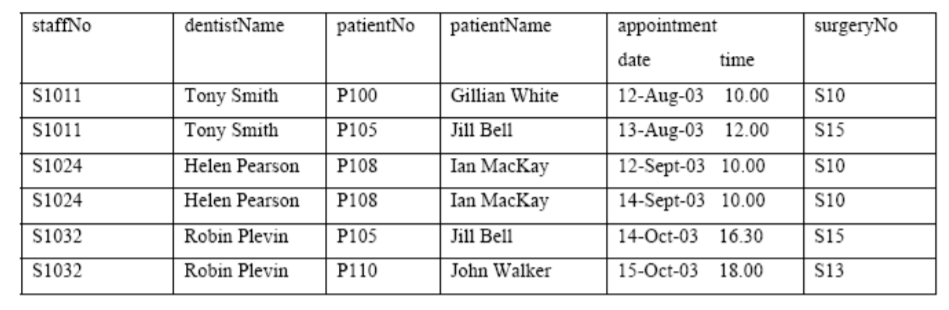 staffNo dentistName patientNo patientName appointment surgeryNo
date time
S1011 Tony Smith P100 Gillian White 12-Aug-03 10.00 S10
S1011 Tony Smith P105 Jill Bell 13-Aug-03 12.00 S15
S1024 Helen Pearson P108 Ian MacKay 12-Sept-03 10.00 S10
S1024 Helen Pearson P108 Ian MacKay 14-Sept-03 10.00 S10
S1032 Robin Plevin P105 Jill Bell 14-Oct-03 16.30 S15
S1032 Robin Plevin P110 John Walker 15-Oct-03 18.00 S13